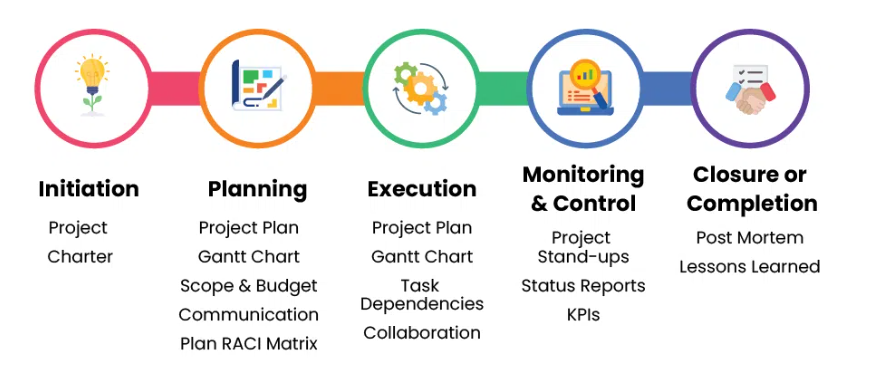 Initiation
Project
Charter
Planning
Project Plan
Gantt Chart
Scope & Budget
Communication
Plan RACI Matrix
Execution
Project Plan
Gantt Chart
Task
Dependencies
Collaboration
Monitoring
& Control
Project
Stand-ups
Status Reports
KPIs
Closure or
Completion
Post Mortem
Lessons Learned